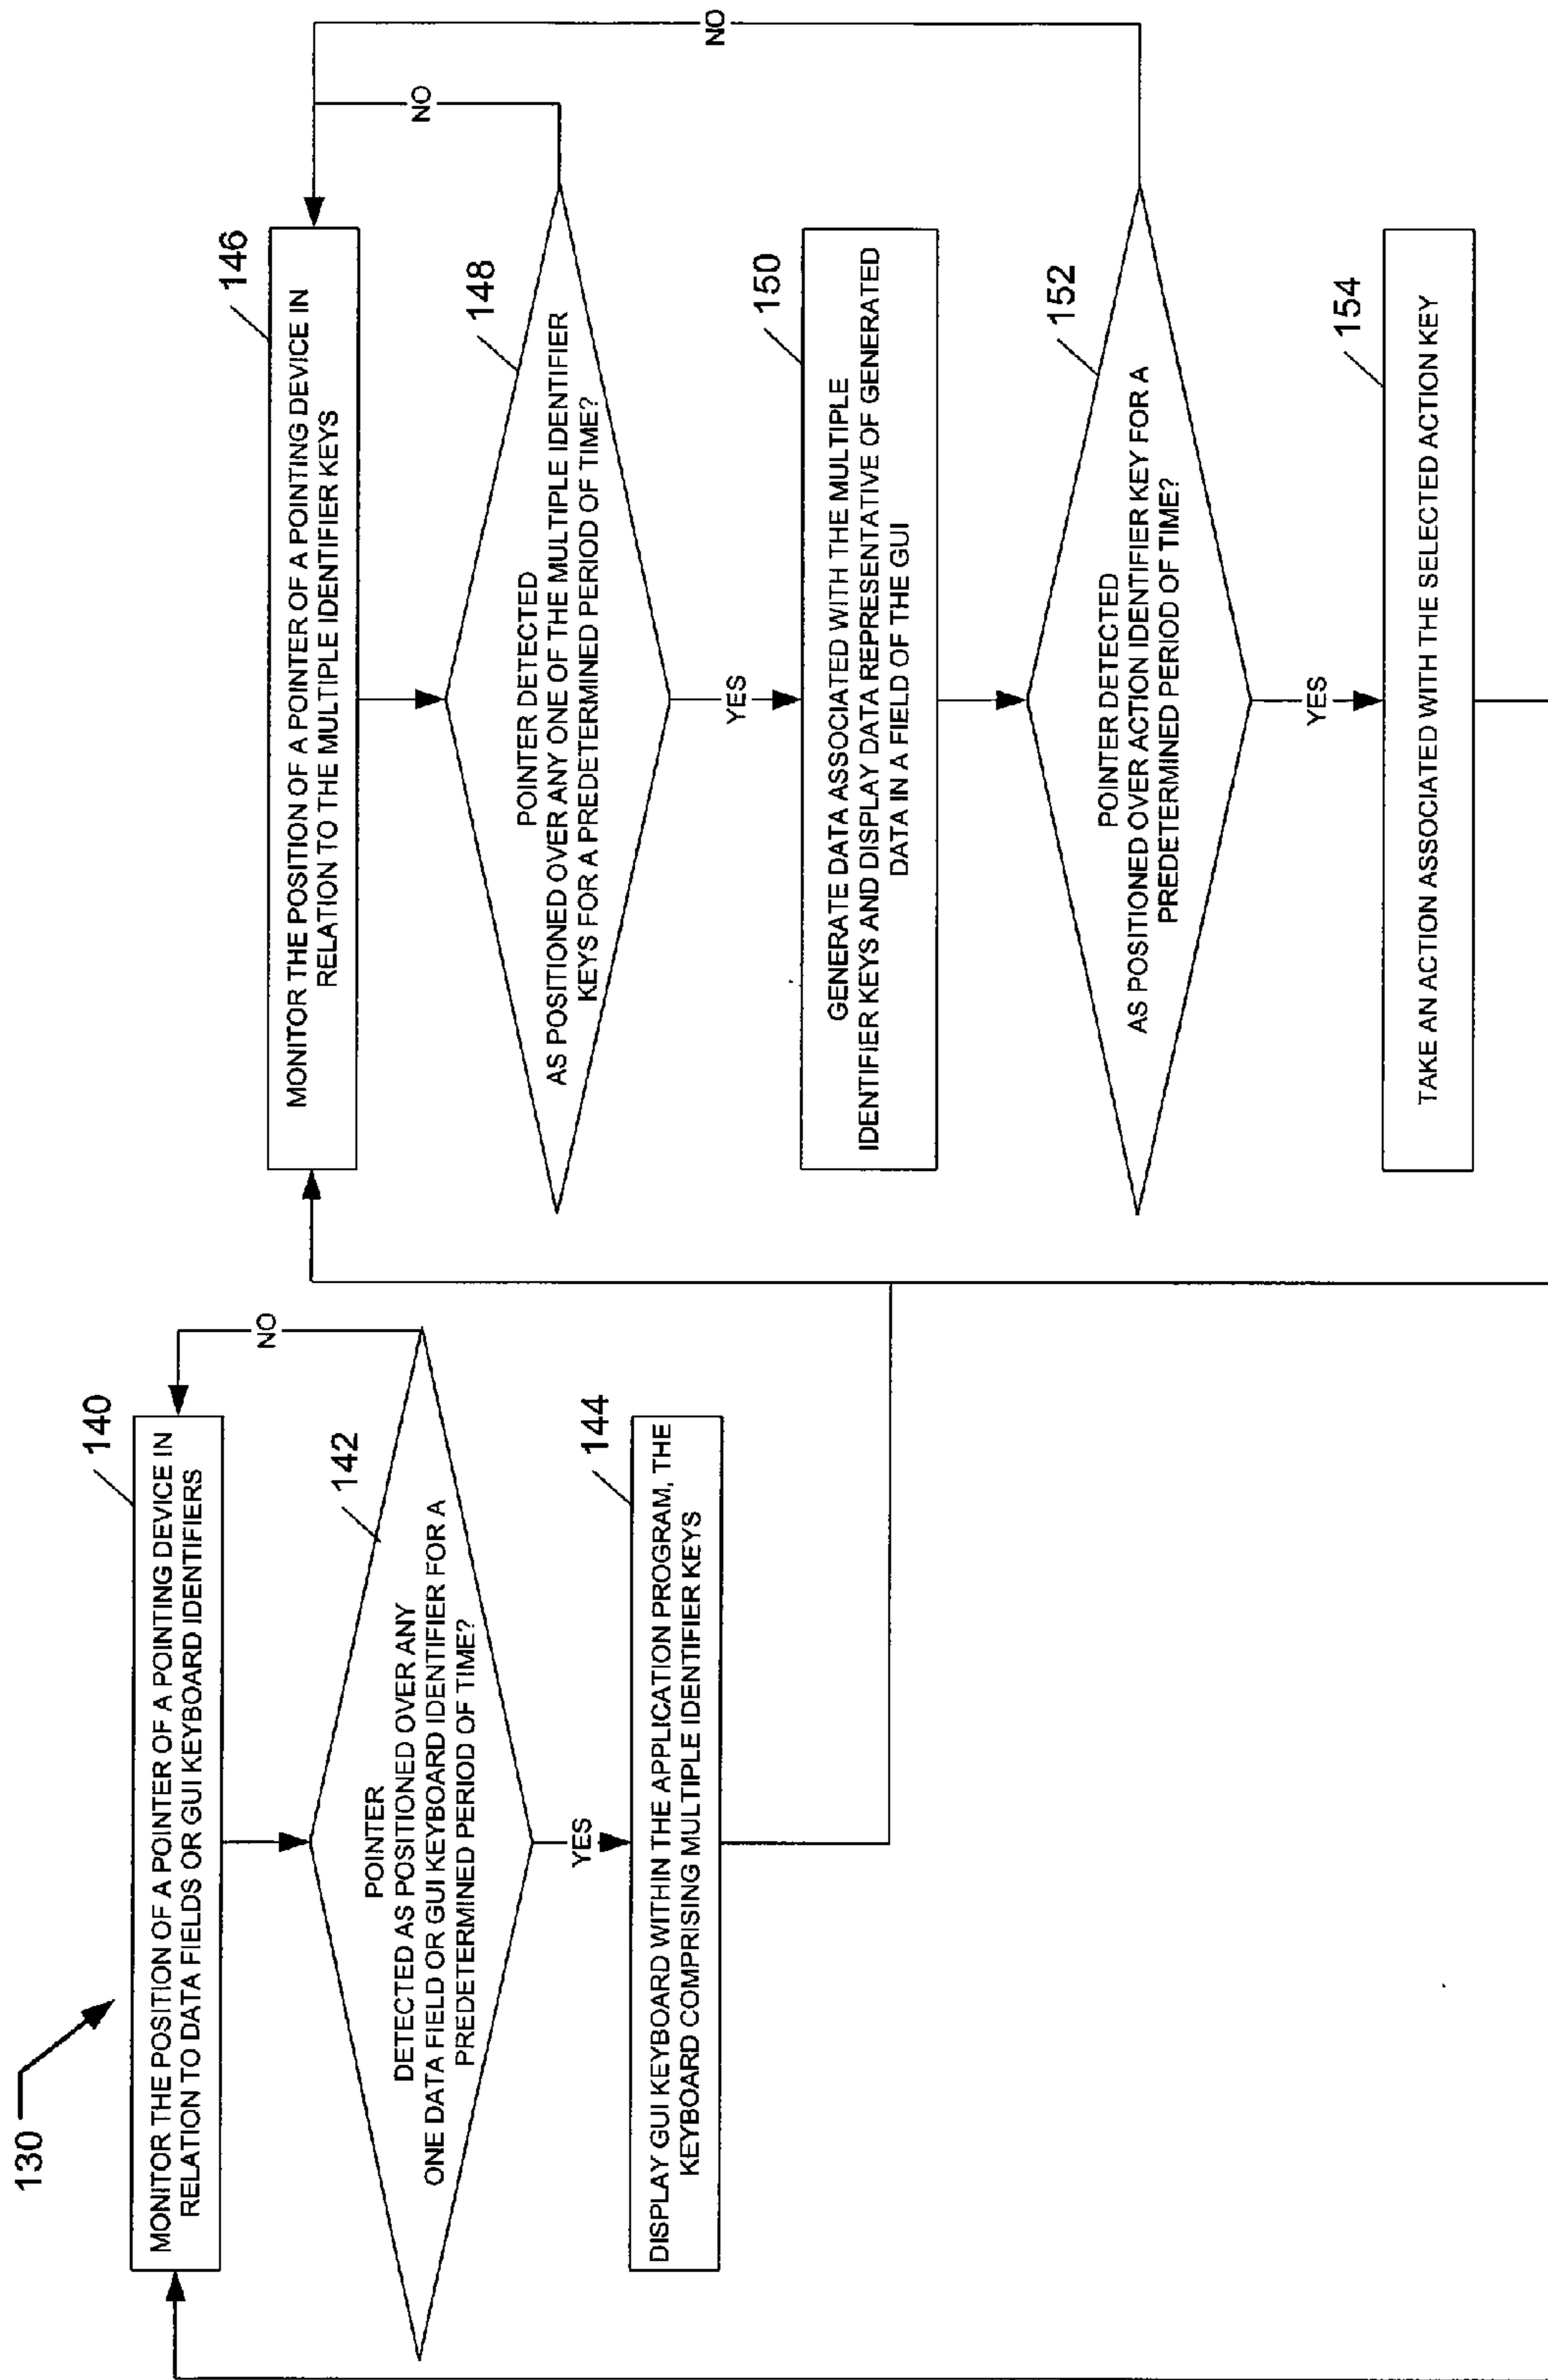 130
140
MONITOR THE POSITION OF A POINTER OF A POINTING DEVICE IN
RELATION TO DATA FIELDS OR GUI KEYBOARD IDENTIFIERS
NO
142
POINTER
DETECTED AS POSITIONED OVER ANY
ONE DATA FIELD OR GUI KEYBOARD IDENTIFIER FOR A
PREDETERMINED PERIOD OF TIME?
YES
144
DISPLAY GUI KEYBOARD WITHIN THE APPLICATION PROGRAM, THE
KEYBOARD COMPRISING MULTIPLE IDENTIFIER KEYS
146
MONITOR THE POSITION OF A POINTER OF A POINTING DEVICE IN
RELATION TO THE MULTIPLE IDENTIFIER KEYS
NO
148
POINTER DETECTED
AS POSITIONED OVER ANY ONE OF THE MULTIPLE IDENTIFIER
KEYS FOR A PREDETERMINED PERIOD OF TIME?
YES
NO
150
GENERATE DATA ASSOCIATED WITH THE MULTIPLE
IDENTIFIER KEYS AND DISPLAY DATA REPRESENTATIVE OF GENERATED
DATA IN A FIELD OF THE GUI
152
POINTER DETECTED
AS POSITIONED OVER ACTION IDENTIFIER KEY FOR A
PREDETERMINED PERIOD OF TIME?
YES
154
TAKE AN ACTION ASSOCIATED WITH THE SELECTED ACTION KEY